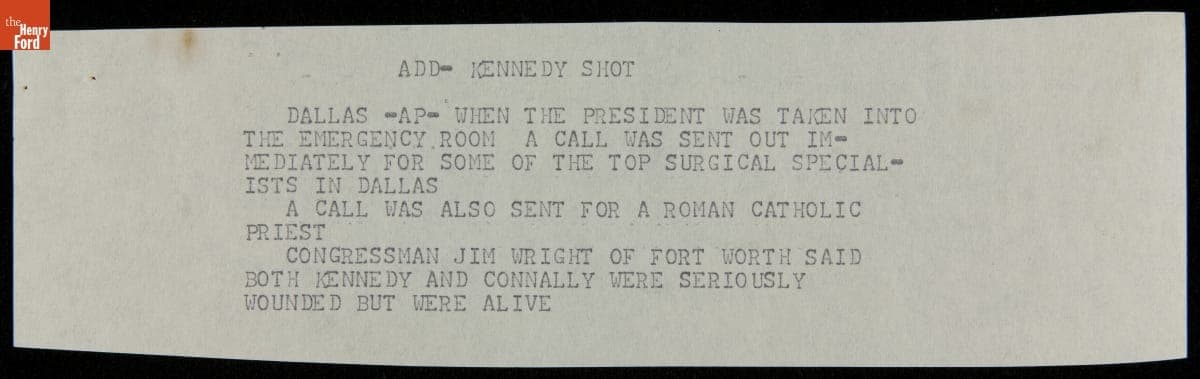 the
Henry
Ford
ADD- KENNEDY SHOT
DALLAS -AP- WHEN THE PRESIDENT WAS TAKEN INTO
THE EMERGENCY ROOM A CALL WAS SENT OUT IM-
MEDIATELY FOR SOME OF THE TOP SURGICAL SPECIAL-
ISTS IN DALLAS
A CALL WAS ALSO SENT FOR A ROMAN CATHOLIC
PRIEST
CONGRESSMAN JIM WRIGHT OF FORT WORTH SAID
BOTH KENNEDY AND CONNALLY WERE SERIOUSLY
WOUNDED BUT WERE ALIVE